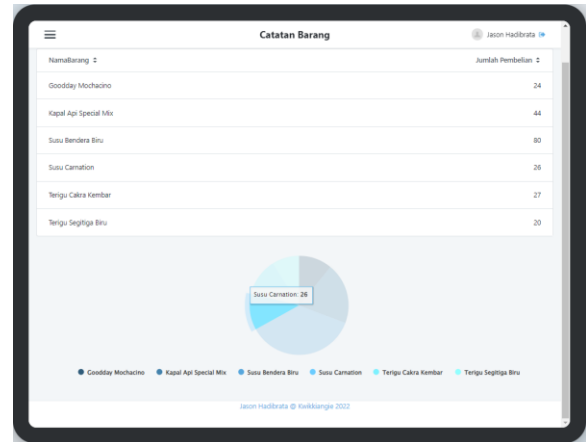 Catatan Barang
Jason Hadibrata
NamaBarang Jumlah Pembelian
Goodday Mochacino 24
Kapal Api Special Mix 44
Susu Bendera Biru 80
Susu Carnation 26
Terigu Cakra Kembar 27
Terigu Segitiga Biru 20
Susu Carnation: 26
Goodday Mochacino Kapal Api Special Mix Susu Bendera Biru Susu Carnation Terigu Cakra Kembar Terigu Segitiga Biru
Jason Hadibrata @ Kwikkiangie 2022